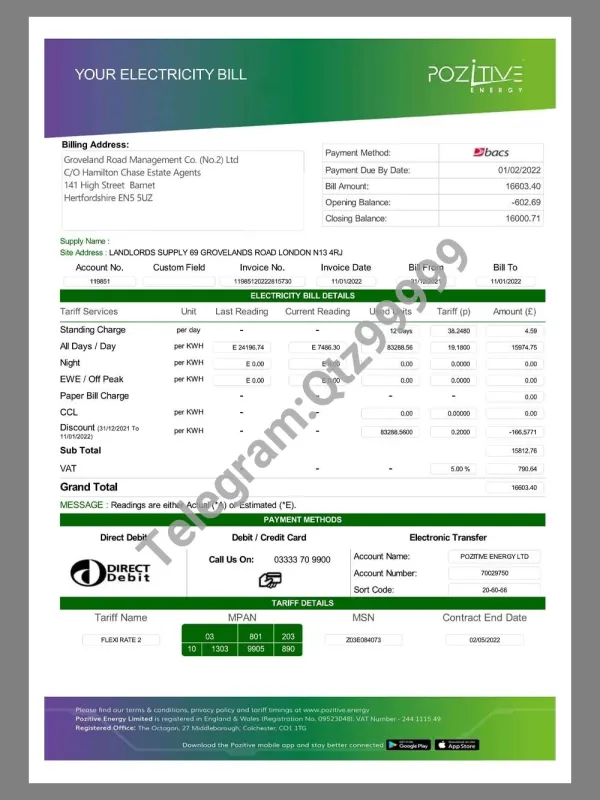 YOUR ELECTRICITY BILL
POZITIVE
ENERGY
Billing Address:
Groveland Road Management Co. (No.2) Ltd
C/O Hamilton Chase Estate Agents
141 High Street Barnet
Hertfordshire EN5 5UZ
Payment Method: bacs
Payment Due By Date: 01/02/2022
Bill Amount: 16603.40
Opening Balance: -602.69
Closing Balance: 16000.71
Supply Name :
Site Address : LANDLORDS SUPPLY 69 GROVELANDS ROAD LONDON N13 4RJ
Account No. Custom Field Invoice No. Invoice Date Bill From Bill To
119851 11985120222615730 11/01/2022 31/12/2021 11/01/2022
ELECTRICITY BILL DETAILS
Tariff Services Unit Last Reading Current Reading Used Units Tariff (p) Amount (£)
Standing Charge per day - - 12 Days 38.2480 4.59
All Days / Day per KWH E 24196.74 E 7486.30 83288.56 19.1800 15974.75
Night per KWH E 0.00 E 0.00 0.00 0.0000 0.00
EWE / Off Peak per KWH E 0.00 E 0.00 0.00 0.0000 0.00
Paper Bill Charge - - - - 0.00
CCL per KWH - - 0.00 0.00000 0.00
Discount (31/12/2021 To
11/01/2022) per KWH - - 83288.5600 0.2000 -166.5771
Sub Total 15812.76
VAT - - 5.00 % 790.64
Grand Total 16603.40
MESSAGE : Readings are either Actual (*A) or Estimated (*E).
PAYMENT METHODS
Direct Debit Debit / Credit Card Electronic Transfer
DIRECT
Debit
Call Us On: 03333 70 9900
Account Name: POZITIVE ENERGY LTD
Account Number: 70029750
Sort Code: 20-60-66
TARIFF DETAILS
Tariff Name MPAN MSN Contract End Date
03 801 203
FLEXI RATE 2 10 1303 9905 890 Z03E084073 02/05/2022
Please find our terms & conditions, privacy policy and tariff timings at www.pozitive.energy
Pozitive Energy Limited is registered in England & Wales (Registration No. 09523048). VAT Number - 244 1115 49
Registered Office: The Octagon, 27 Middleborough, Colchester, CO1 1TG
Download the Pozitive mobile app and stay better connected
Google Play
App Store
Telegram:Qtz99999